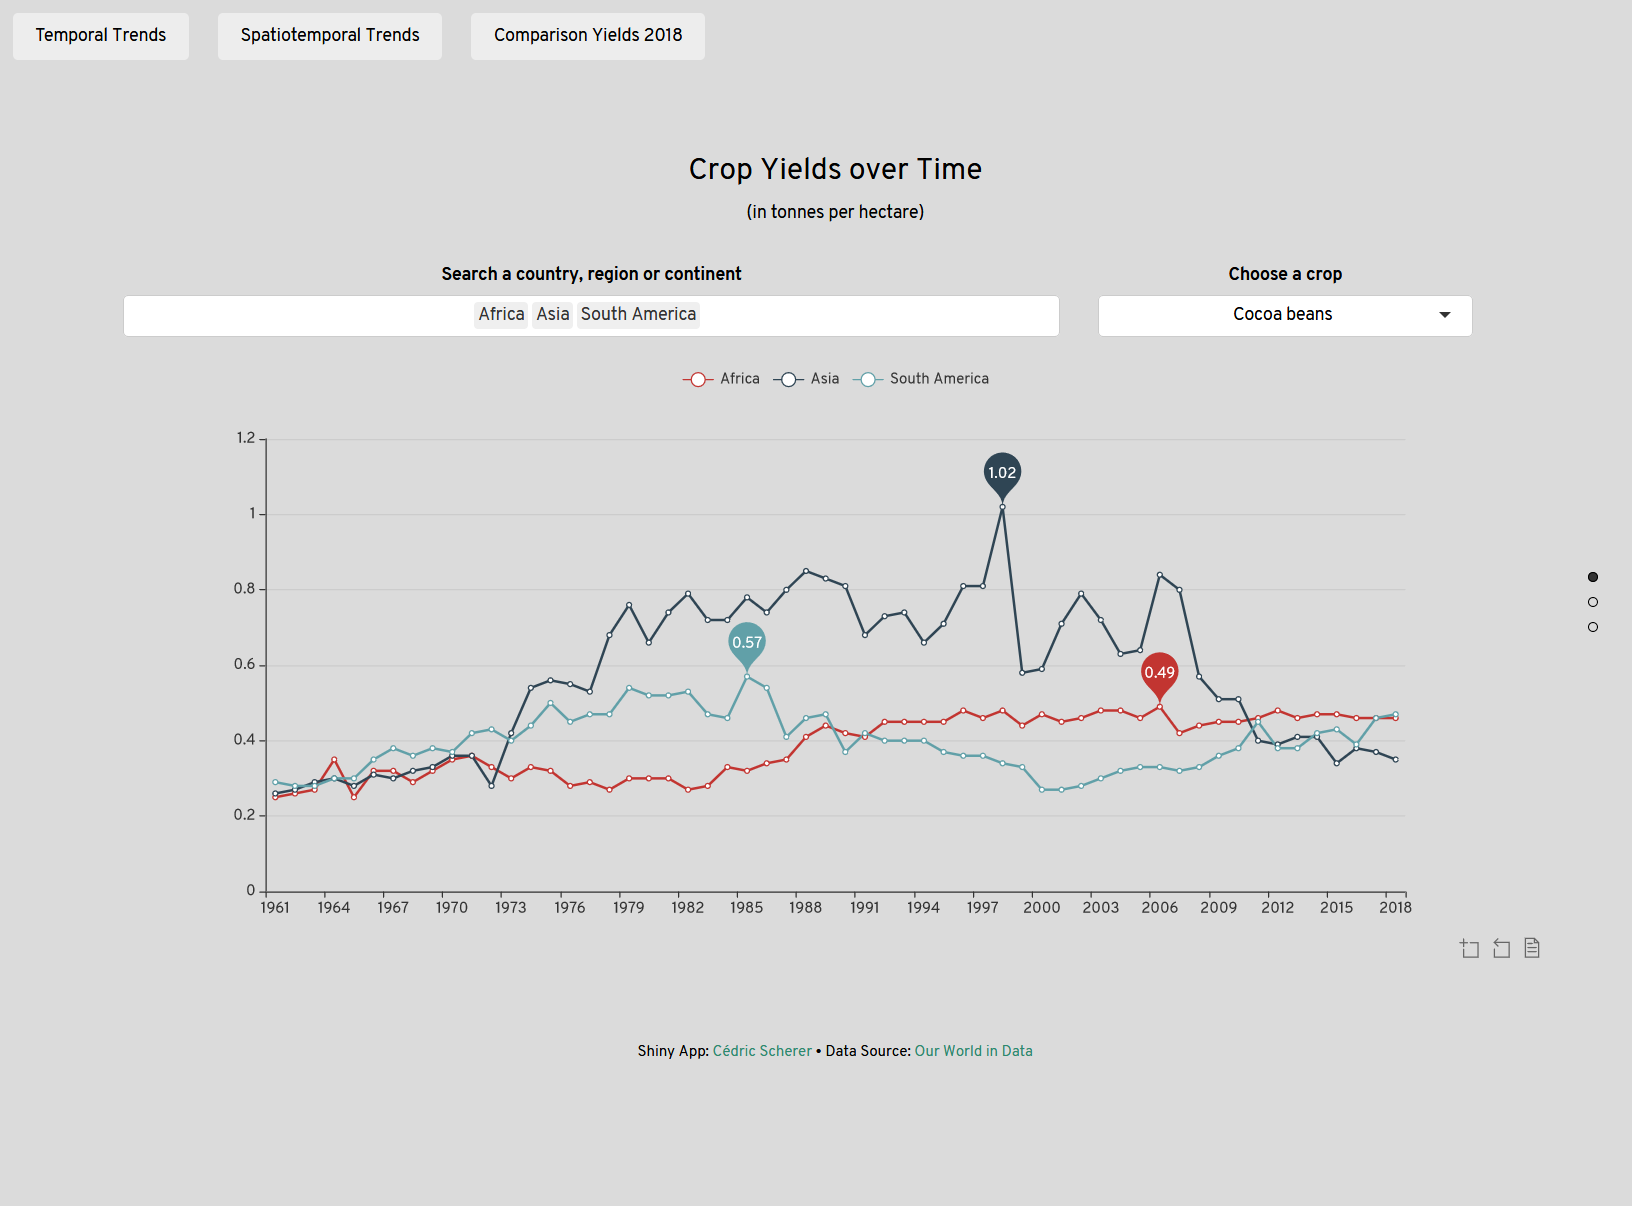 Temporal Trends
Spatiotemporal Trends
Comparison Yields 2018
Crop Yields over Time
(in tonnes per hectare)
Search a country, region or continent
Choose a crop
Africa Asia South America
Cocoa beans
Africa
Asia
South America
1.2
1
0.8
0.6
0.4
0.2
0
1.02
0.57
0.49
1961 1964 1967 1970 1973 1976 1979 1982 1985 1988 1991 1994 1997 2000 2003 2006 2009 2012 2015 2018
Shiny App: Cédric Scherer • Data Source: Our World in Data